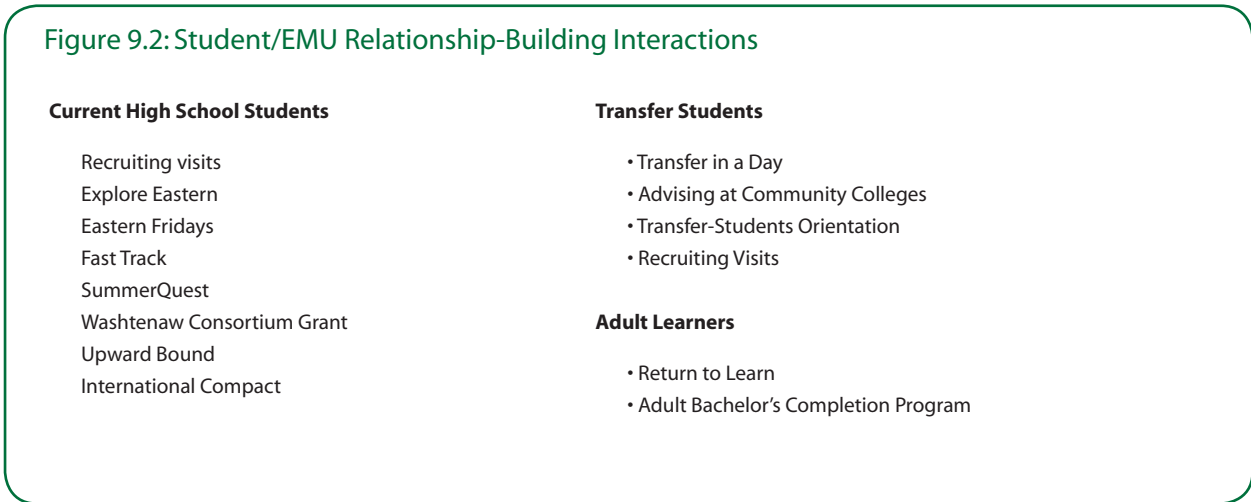 Figure 9.2: Student/EMU Relationship-Building Interactions
Current High School Students
Recruiting visits
Explore Eastern
Eastern Fridays
Fast Track
SummerQuest
Washtenaw Consortium Grant
Upward Bound
International Compact
Transfer Students
• Transfer in a Day
• Advising at Community Colleges
• Transfer-Students Orientation
• Recruiting Visits
Adult Learners
• Return to Learn
• Adult Bachelor’s Completion Program